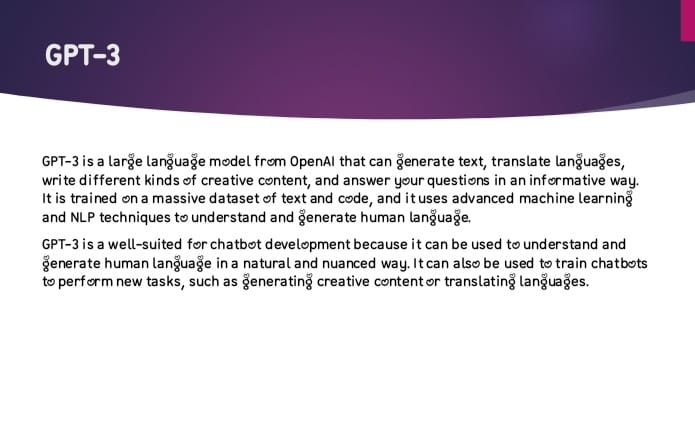 GPT-3
GPT-3 is a large language model from OpenAI that can generate text, translate languages,
write different kinds of creative content, and answer your questions in an informative way.
It is trained on a massive dataset of text and code, and it uses advanced machine learning
and NLP techniques to understand and generate human language.
GPT-3 is a well-suited for chatbot development because it can be used to understand and
generate human language in a natural and nuanced way. It can also be used to train chatbots
to perform new tasks, such as generating creative content or translating languages.